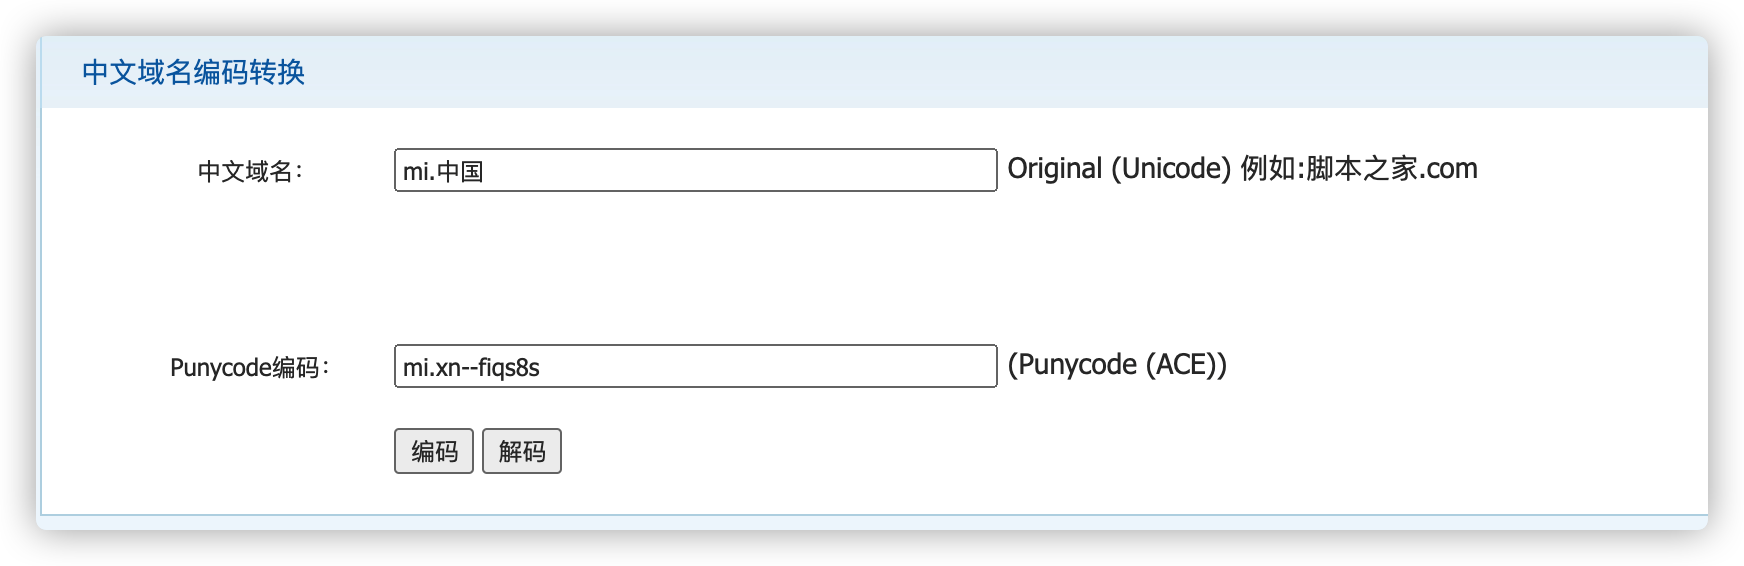 中文域名编码转换
中文域名： mi.中国 Original (Unicode) 例如:脚本之家.com
Punycode编码： mi.xn--fiqs8s (Punycode (ACE))
编码 解码